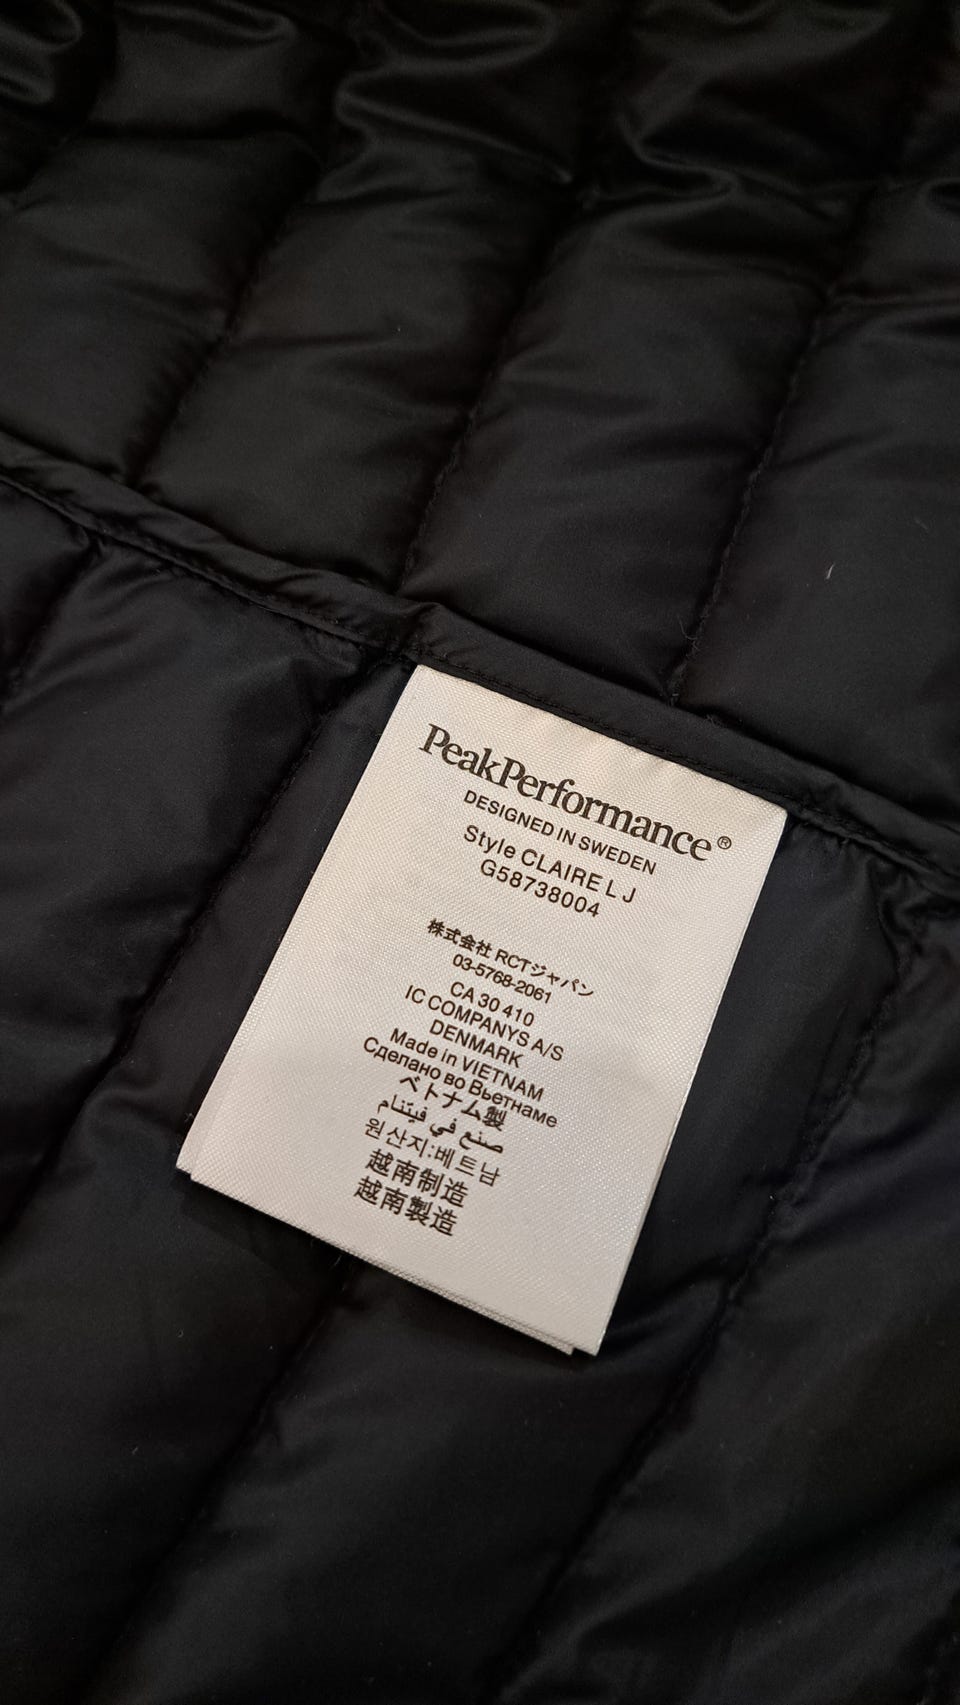 PeakPerformance®
DESIGNED IN SWEDEN
Style CLAIRE L J
G58738004
株式会社 RCTジャパン
03-5768-2061
CA 30 410
IC COMPANYS A/S
DENMARK
Made in VIETNAM
Сделано во Вьетнаме
ベトナム製
صنع في فيتنام
원산지:베트남
越南制造
越南製造